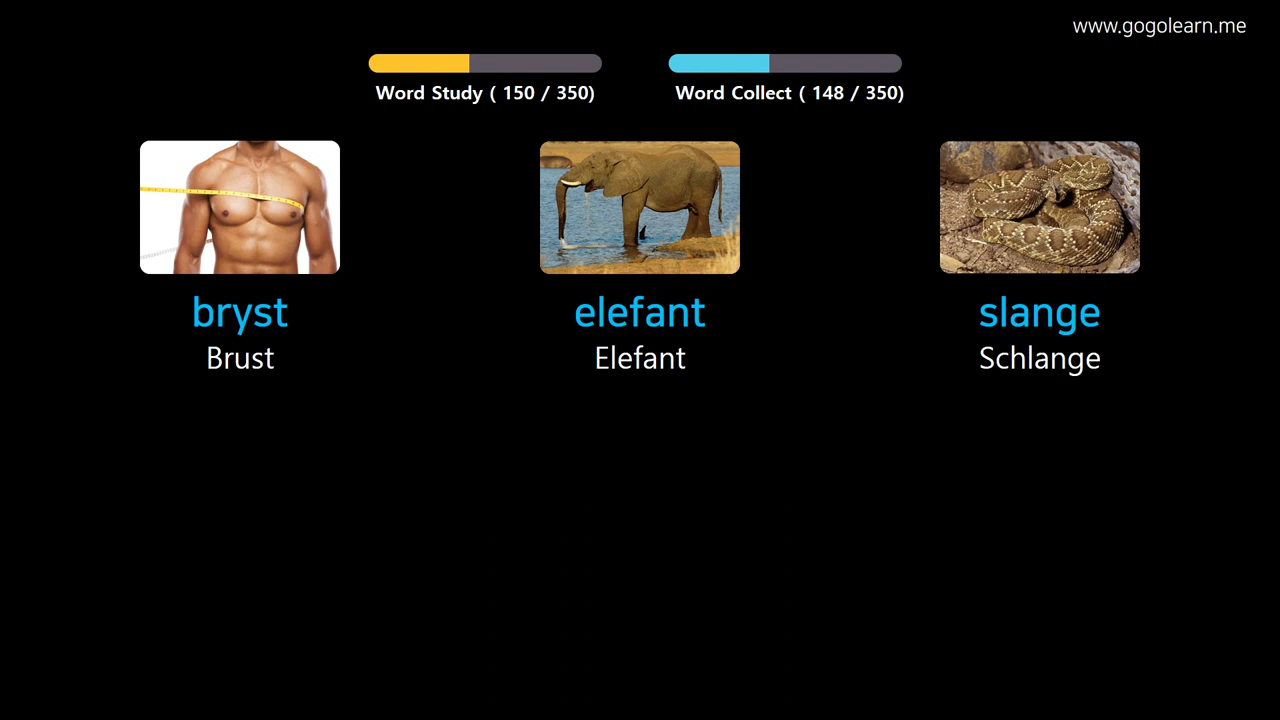 www.gogolearn.me
Word Study ( 150 / 350)
Word Collect ( 148 / 350)
bryst
Brust
elefant
Elefant
slange
Schlange